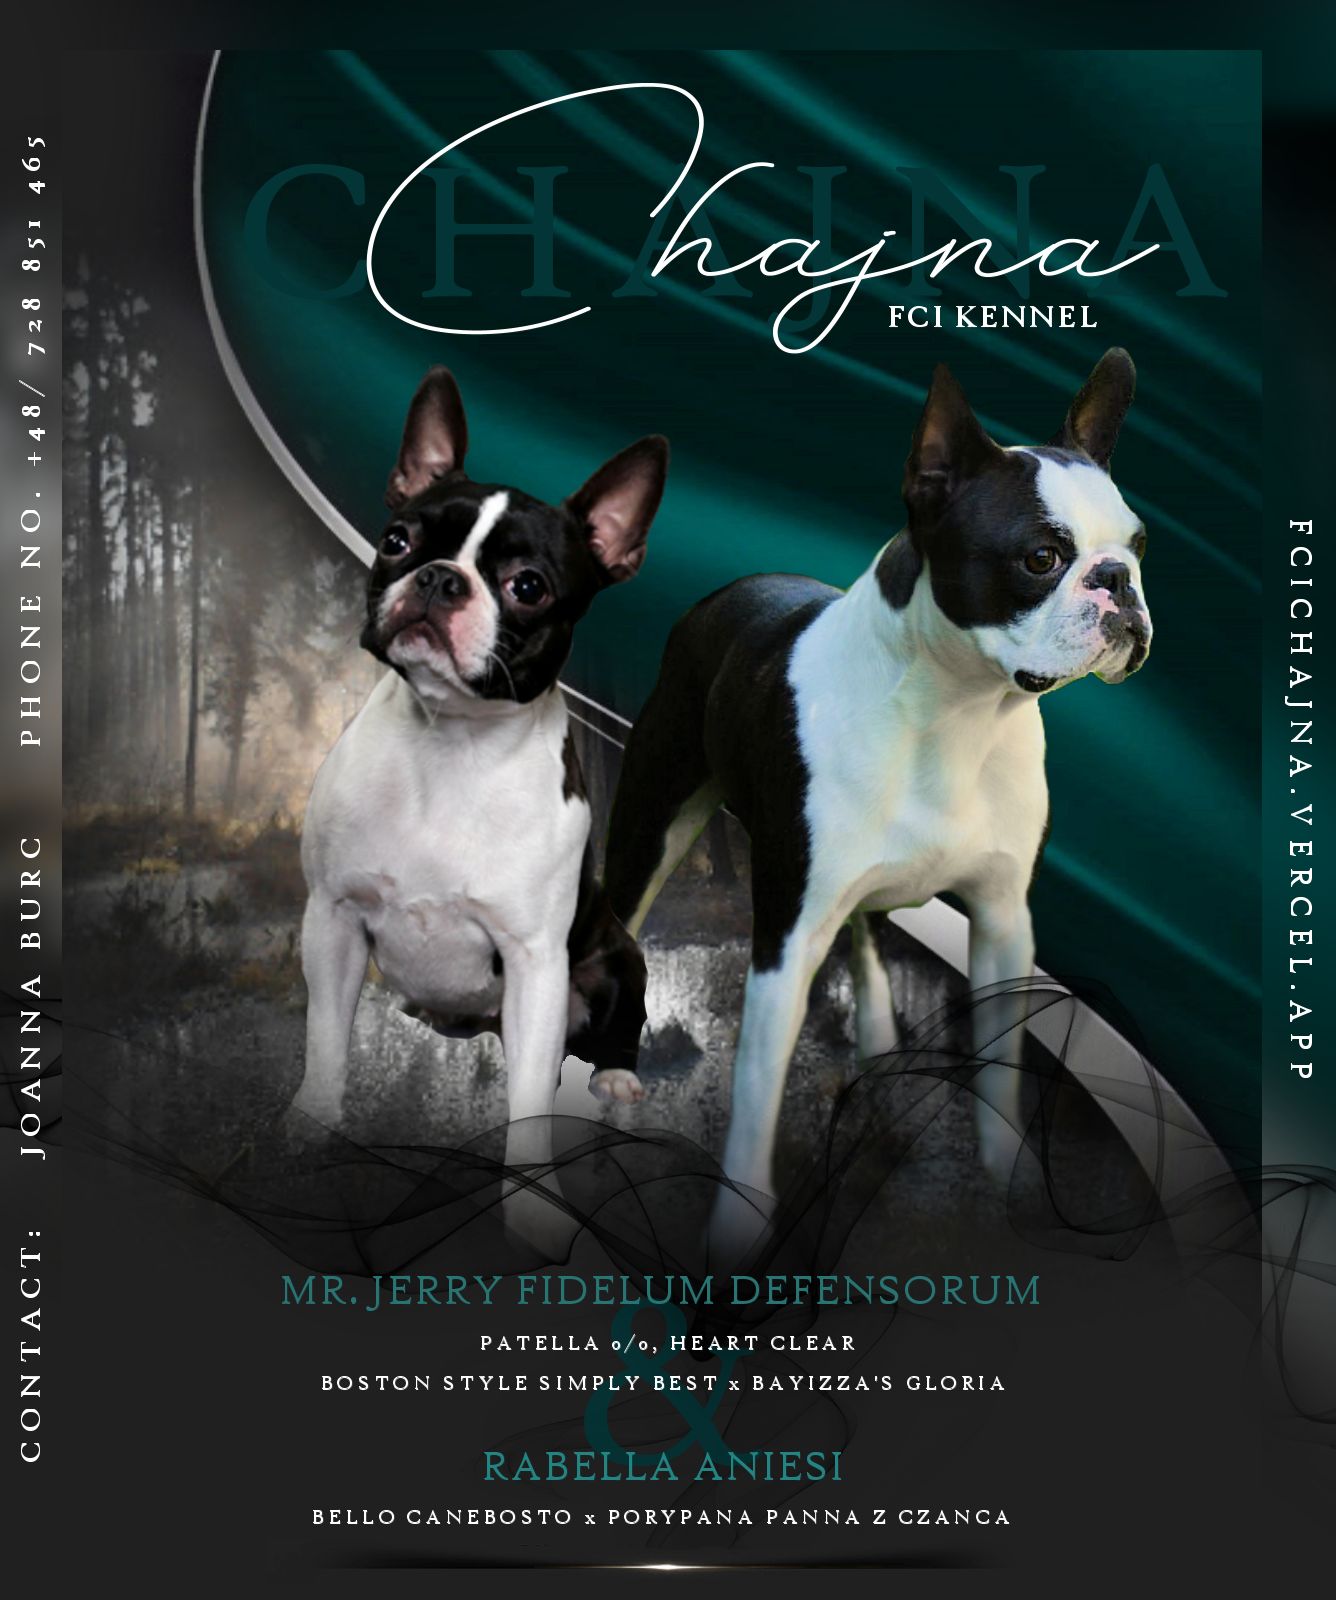 CHAJNA
Chajna
FCI KENNEL
CONTACT: JOANNA BURC PHONE NO. +48/ 728 851 465
FCICHAJNA.VERCEL.APP
MR. JERRY FIDELUM DEFENSORUM
PATELLA 0/0, HEART CLEAR
BOSTON STYLE SIMPLY BEST x BAYIZZA'S GLORIA
&
RABELLA ANIESI
BELLO CANEBOSTO x PORYPANA PANNA Z CZANCA